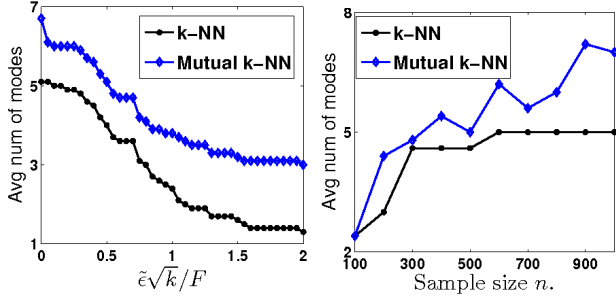 k-NN
Mutual k-NN
Avg num of modes
7
5
3
1
0 0.5 1 1.5 2
ε̃√k/F
k-NN
Mutual k-NN
Avg num of modes
8
5
2
100 300 500 700 900
Sample size n.